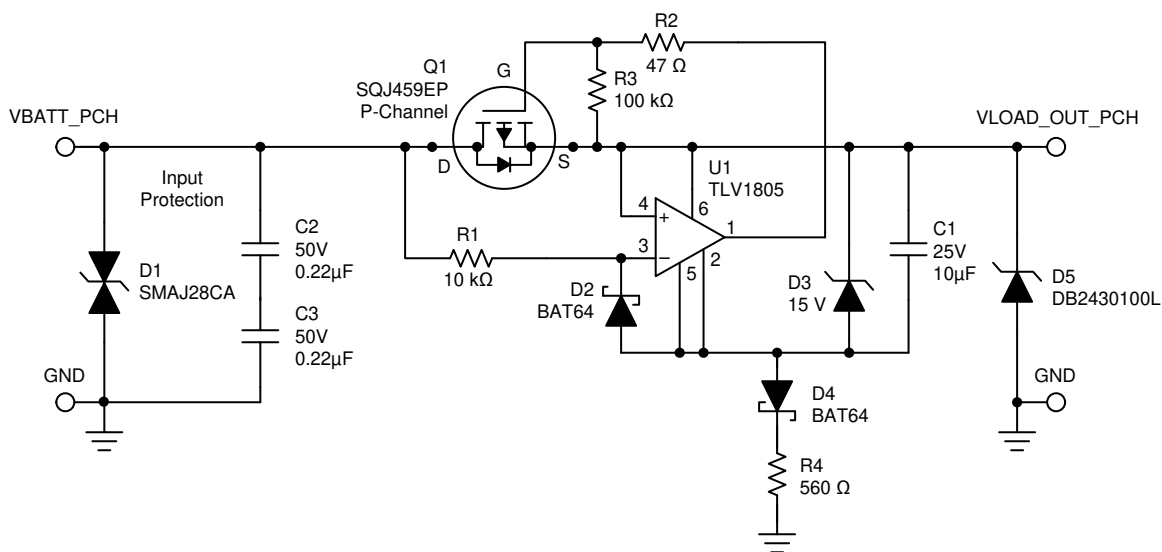 R2
47 Ω
Q1
SQJ459EP
P-Channel
G
R3
100 kΩ
VBATT_PCH
VLOAD_OUT_PCH
D
S
U1
TLV1805
Input
Protection
4
+
6
1
3
−
2
5
R1
10 kΩ
C2
50V
0.22µF
C1
25V
10µF
D1
SMAJ28CA
D2
BAT64
D3
15 V
D5
DB2430100L
C3
50V
0.22µF
GND
GND
D4
BAT64
R4
560 Ω